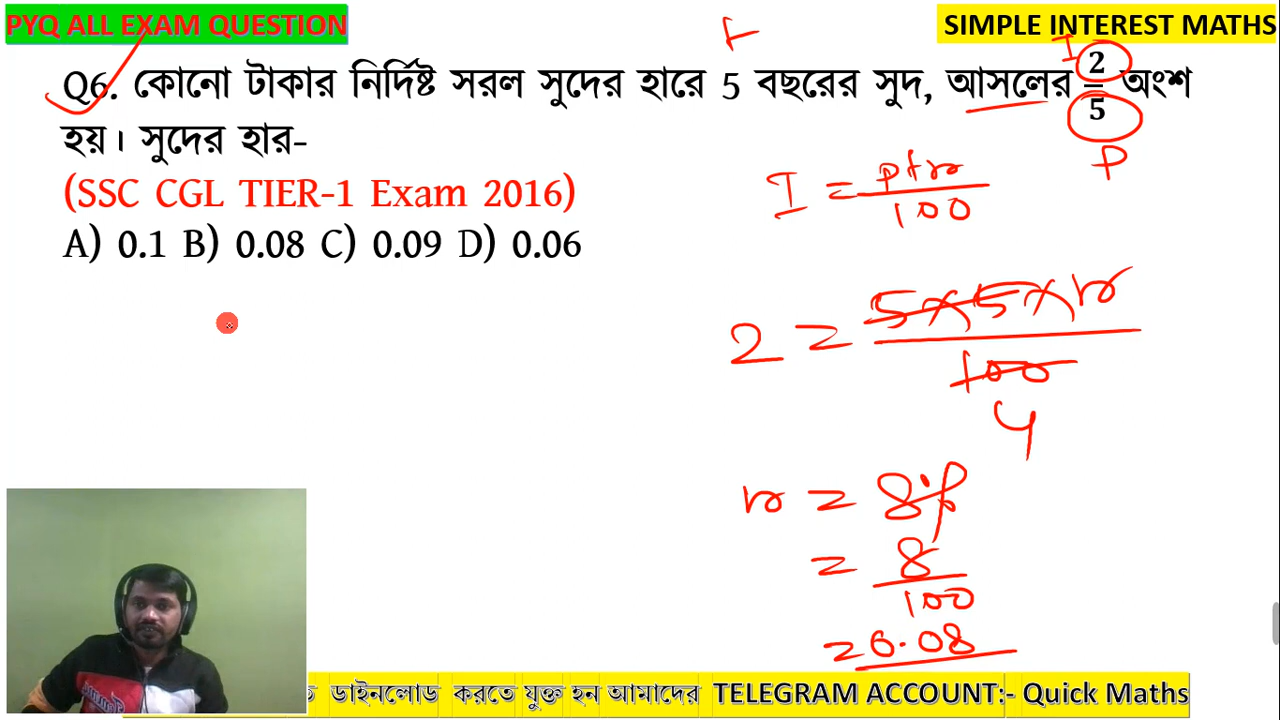 PYQ ALL EXAM QUESTION
SIMPLE INTEREST MATHS
Q6. কোনো টাকার নির্দিষ্ট সরল সুদের হারে 5 বছরের সুদ, আসলের 2/5 অংশ
হয়। সুদের হার-
(SSC CGL TIER-1 Exam 2016)
A) 0.1 B) 0.08 C) 0.09 D) 0.06
I
P
I = ptr/100
2 = 5×5×r/100
4
r = 8%
= 8/100
= 0.08
ডাইনলোড করতে যুক্ত হন আমাদের TELEGRAM ACCOUNT:- Quick Maths